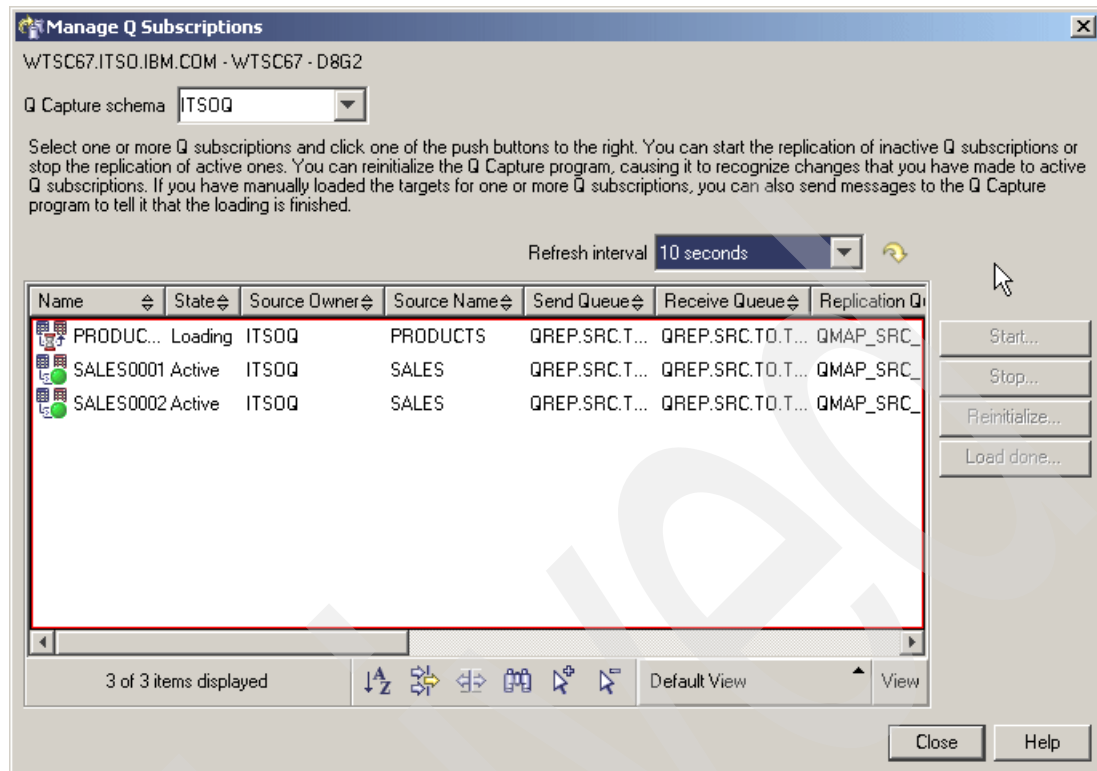 Manage Q Subscriptions
WTSC67.ITSO.IBM.COM - WTSC67 - D8G2
Q Capture schema ITSOQ
Select one or more Q subscriptions and click one of the push buttons to the right. You can start the replication of inactive Q subscriptions or
stop the replication of active ones. You can reinitialize the Q Capture program, causing it to recognize changes that you have made to active
Q subscriptions. If you have manually loaded the targets for one or more Q subscriptions, you can also send messages to the Q Capture
program to tell it that the loading is finished.
Refresh interval 10 seconds
Name State Source Owner Source Name Send Queue Receive Queue Replication Q
PRODUC... Loading ITSOQ PRODUCTS QREP.SRC.T... QREP.SRC.TO.T... QMAP_SRC_
SALES0001 Active ITSOQ SALES QREP.SRC.T... QREP.SRC.TO.T... QMAP_SRC_
SALES0002 Active ITSOQ SALES QREP.SRC.T... QREP.SRC.TO.T... QMAP_SRC_
Start...
Stop...
Reinitialize...
Load done...
3 of 3 items displayed Default View View
Close Help